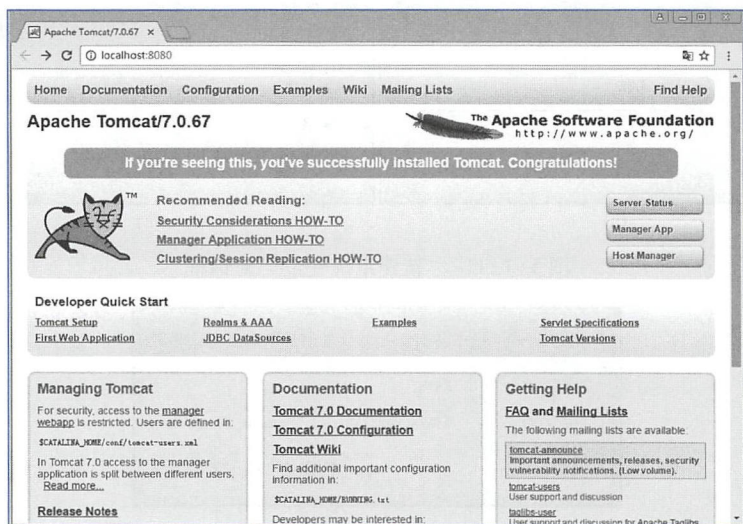 Apache Tomcat/7.0.67
localhost:8080
Home Documentation Configuration Examples Wiki Mailing Lists Find Help
Apache Tomcat/7.0.67
The Apache Software Foundation
http://www.apache.org/
If you're seeing this, you've successfully installed Tomcat. Congratulations!
TM
Recommended Reading:
Security Considerations HOW-TO
Manager Application HOW-TO
Clustering/Session Replication HOW-TO
Server Status
Manager App
Host Manager
Developer Quick Start
Tomcat Setup
First Web Application
Realms & AAA
JDBC DataSources
Examples
Servlet Specifications
Tomcat Versions
Managing Tomcat
For security, access to the manager
webapp is restricted. Users are defined in:
$CATALINA_HOME/conf/tomcat-users.xml
In Tomcat 7.0 access to the manager
application is split between different users.
Read more...
Release Notes
Documentation
Tomcat 7.0 Documentation
Tomcat 7.0 Configuration
Tomcat Wiki
Find additional important configuration
information in:
$CATALINA_HOME/RUNNING.txt
Developers may be interested in:
Getting Help
FAQ and Mailing Lists
The following mailing lists are available:
tomcat-announce
Important announcements, releases, security
vulnerability notifications. (Low volume).
tomcat-users
User support and discussion
taglibs-user
User support and discussion for Apache Taglibs